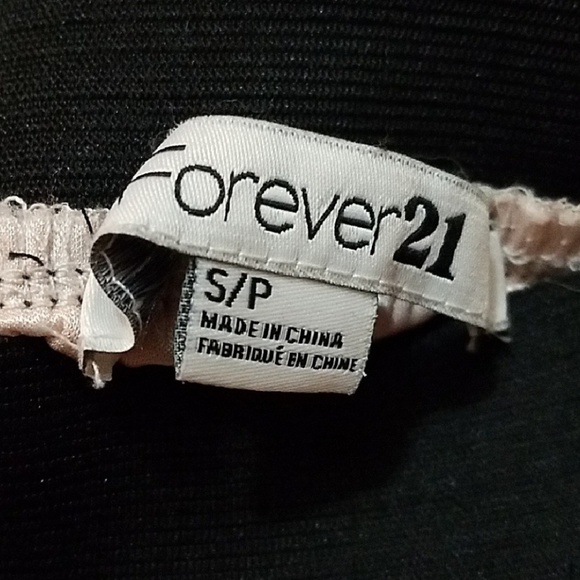 Forever21
S/P
MADE IN CHINA
FABRIQUÉ EN CHINE